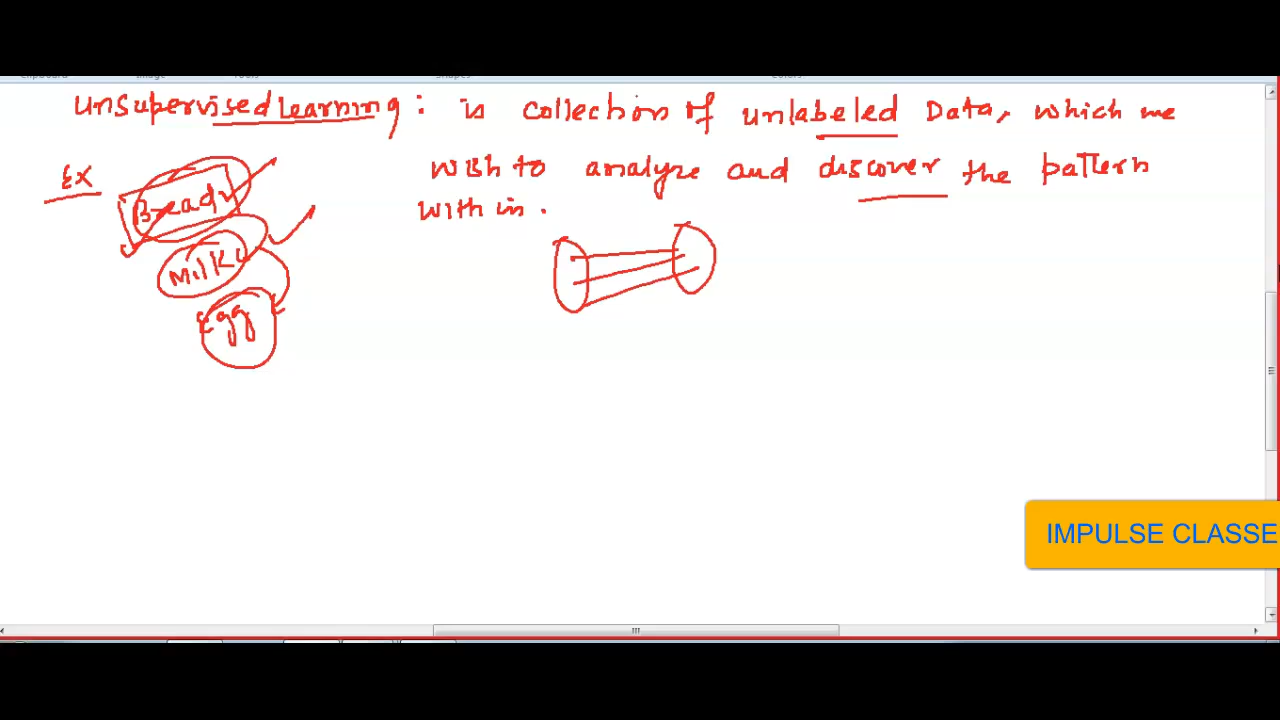 Unsupervised Learning : is collection of unlabeled Data, which we
wish to analyze and discover the pattern
with in .
Ex
Bread
Milk
Egg
IMPULSE CLASSE